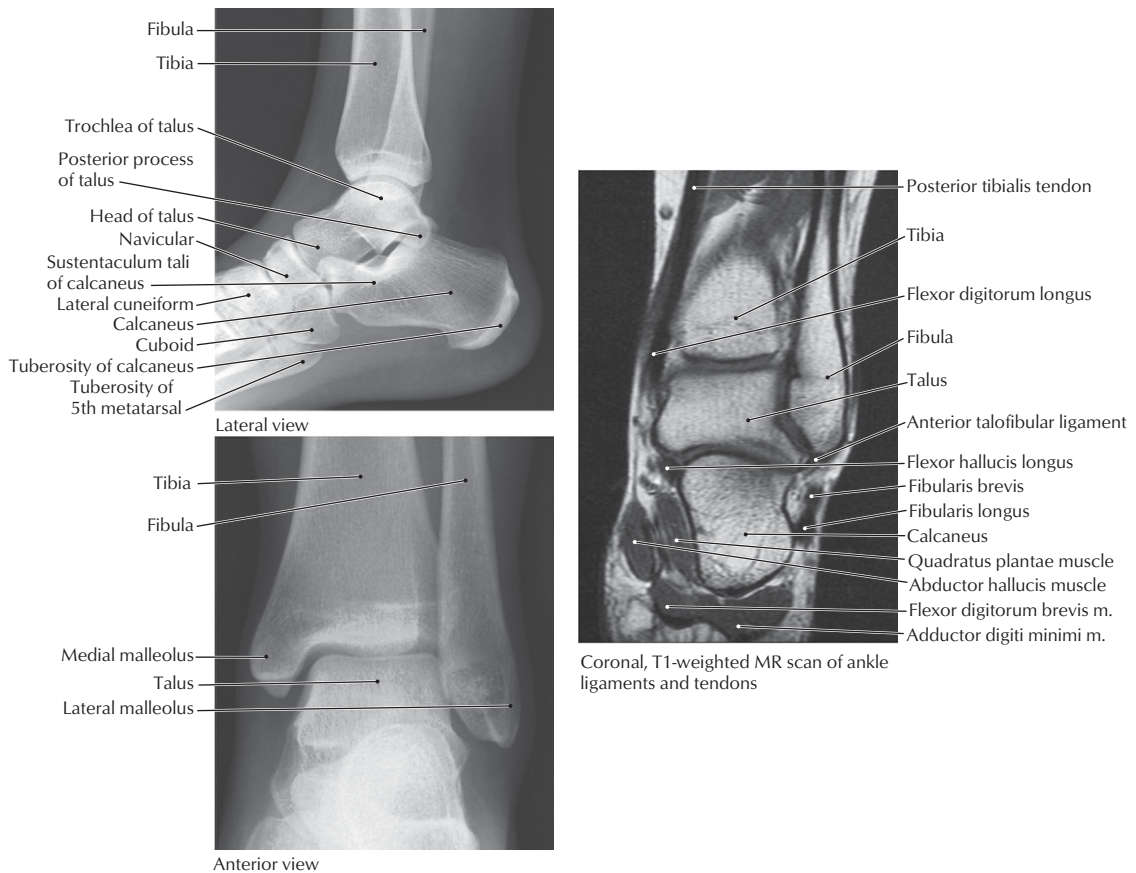 Fibula
Tibia
Trochlea of talus
Posterior process
of talus
Head of talus
Navicular
Sustentaculum tali
of calcaneus
Lateral cuneiform
Calcaneus
Cuboid
Tuberosity of calcaneus
Tuberosity of
5th metatarsal
Lateral view
Tibia
Fibula
Medial malleolus
Talus
Lateral malleolus
Anterior view
Posterior tibialis tendon
Tibia
Flexor digitorum longus
Fibula
Talus
Anterior talofibular ligament
Flexor hallucis longus
Fibularis brevis
Fibularis longus
Calcaneus
Quadratus plantae muscle
Abductor hallucis muscle
Flexor digitorum brevis m.
Adductor digiti minimi m.
Coronal, T1-weighted MR scan of ankle
ligaments and tendons